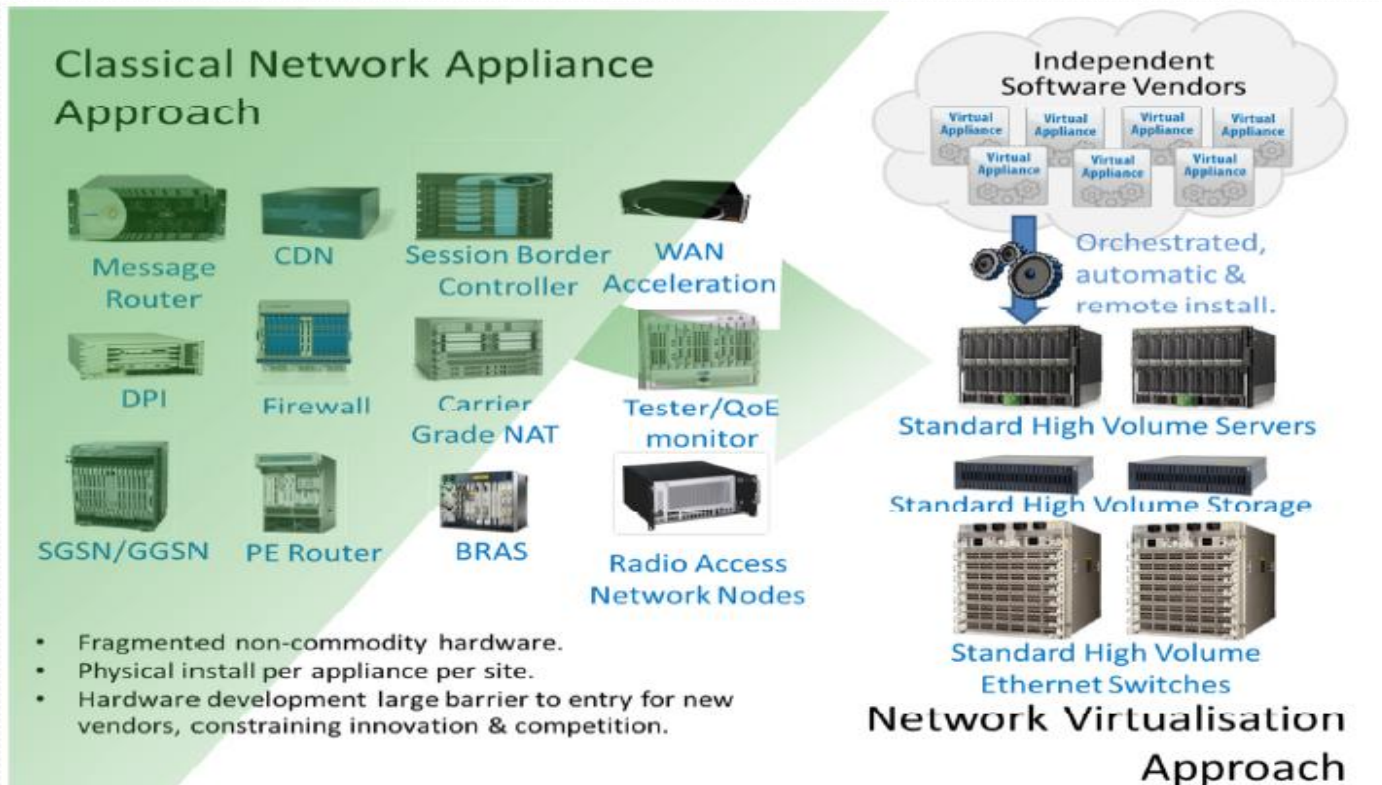 Classical Network Appliance
Approach
Message
Router
CDN
Session Border
Controller
WAN
Acceleration
DPI
Firewall
Carrier
Grade NAT
Tester/QoE
monitor
SGSN/GGSN
PE Router
BRAS
Radio Access
Network Nodes
• Fragmented non-commodity hardware.
• Physical install per appliance per site.
• Hardware development large barrier to entry for new
vendors, constraining innovation & competition.
Independent
Software Vendors
Virtual
Appliance
Virtual
Appliance
Virtual
Appliance
Virtual
Appliance
Virtual
Appliance
Virtual
Appliance
Virtual
Appliance
Orchestrated,
automatic &
remote install.
Standard High Volume Servers
Standard High Volume Storage
Standard High Volume
Ethernet Switches
Network Virtualisation
Approach